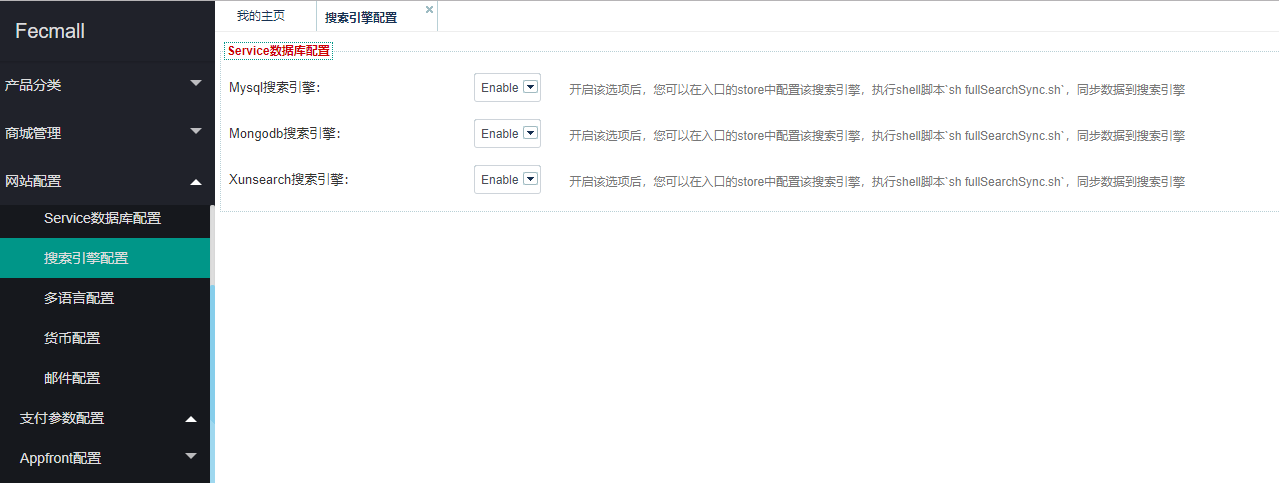 Fecmall
产品分类
商城管理
网站配置
Service数据库配置
搜索引擎配置
多语言配置
货币配置
邮件配置
支付参数配置
Appfront配置
我的主页
搜索引擎配置
Service数据库配置
Mysql搜索引擎：
Enable
开启该选项后，您可以在入口的store中配置该搜索引擎，执行shell脚本`sh fullSearchSync.sh`，同步数据到搜索引擎
Mongodb搜索引擎：
Enable
开启该选项后，您可以在入口的store中配置该搜索引擎，执行shell脚本`sh fullSearchSync.sh`，同步数据到搜索引擎
Xunsearch搜索引擎：
Enable
开启该选项后，您可以在入口的store中配置该搜索引擎，执行shell脚本`sh fullSearchSync.sh`，同步数据到搜索引擎